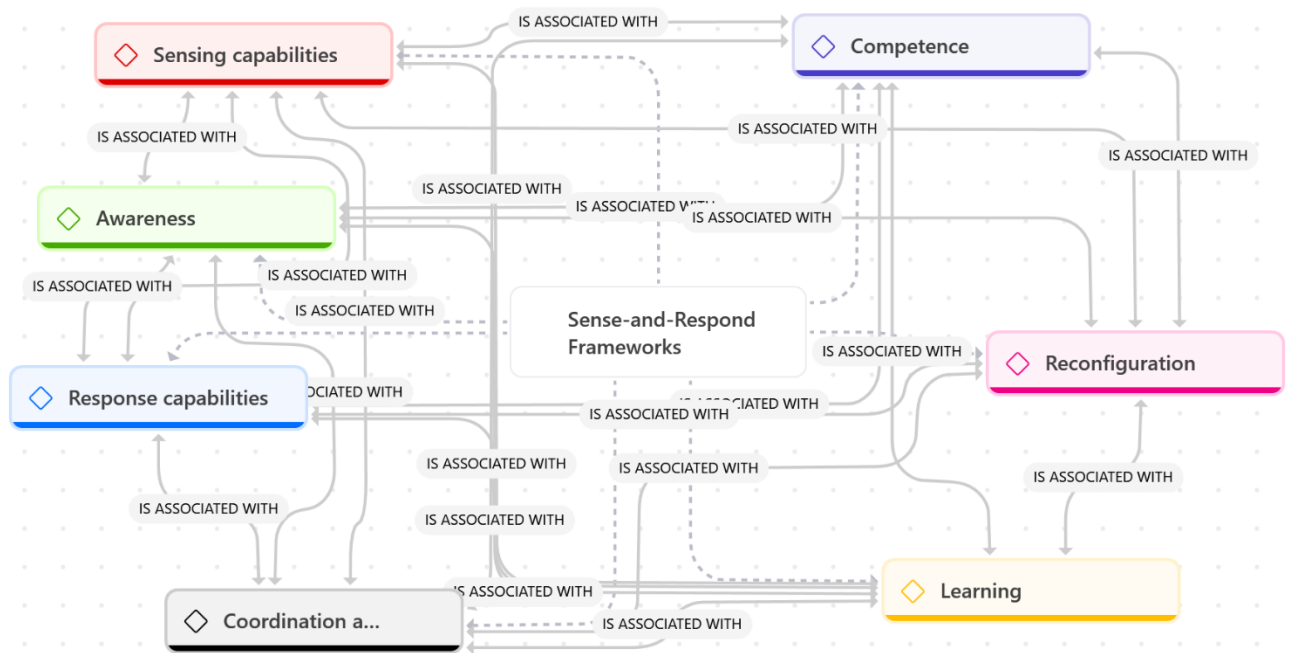 IS ASSOCIATED WITH
Sensing capabilities
Competence
IS ASSOCIATED WITH
IS ASSOCIATED WITH
IS ASSOCIATED WITH
IS ASSOCIATED WITH
IS ASSOCIATED WITH
IS ASSOCIATED WITH
Awareness
IS ASSOCIATED WITH
IS ASSOCIATED WITH
IS ASSOCIATED WITH
Sense-and-Respond
Frameworks
IS ASSOCIATED WITH
Reconfiguration
WITH
Response capabilities
ASSOCIATED WITH
IS ASSOCIATED WITH
IS ASSOCIATED WITH
IS ASSOCIATED WITH
IS ASSOCIATED WITH
IS ASSOCIATED WITH
IS ASSOCIATED WITH
IS ASSOCIATED WITH
Learning
Coordination a...
IS ASSOCIATED WITH